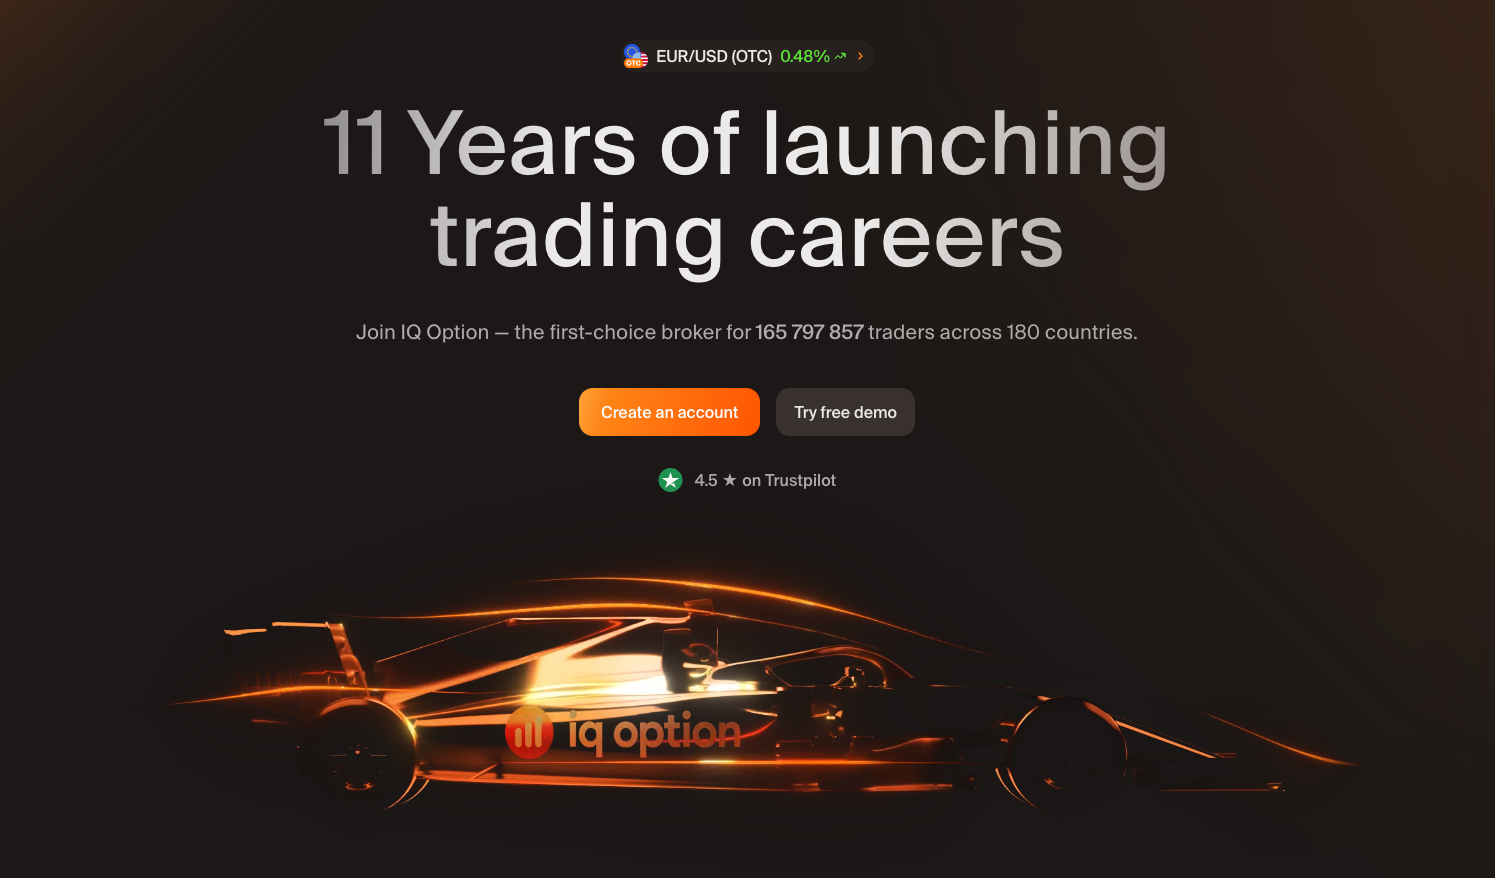 OTC EUR/USD (OTC) 0.48%
11 Years of launching
trading careers
Join IQ Option — the first-choice broker for 165 797 857 traders across 180 countries.
Create an account Try free demo
4.5 ★ on Trustpilot
iq option